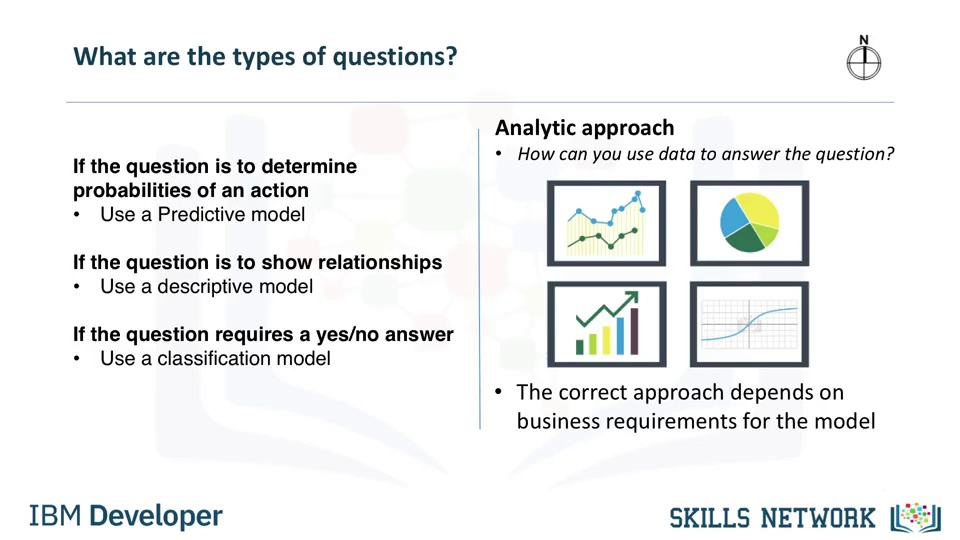 What are the types of questions?
N
If the question is to determine
probabilities of an action
• Use a Predictive model
If the question is to show relationships
• Use a descriptive model
If the question requires a yes/no answer
• Use a classification model
Analytic approach
• How can you use data to answer the question?
• The correct approach depends on
business requirements for the model
IBM Developer
SKILLS NETWORK